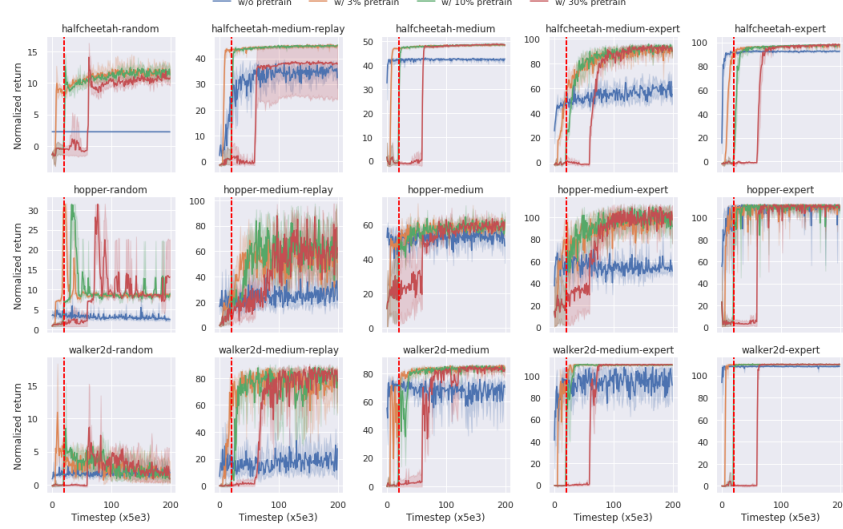 w/o pretrain w/ 3% pretrain w/ 10% pretrain w/ 30% pretrain
halfcheetah-random halfcheetah-medium-replay halfcheetah-medium halfcheetah-medium-expert halfcheetah-expert
Normalized return
15 10 5 0
40 30 20 10 0
50 40 30 20 10 0
100 80 60 40 20 0
100 80 60 40 20 0
hopper-random hopper-medium-replay hopper-medium hopper-medium-expert hopper-expert
Normalized return
30 25 20 15 10 5 0
100 80 60 40 20 0
60 40 20 0
100 80 60 40 20 0
100 80 60 40 20 0
walker2d-random walker2d-medium-replay walker2d-medium walker2d-medium-expert walker2d-expert
Normalized return
15 10 5 0
80 60 40 20 0
80 60 40 20 0
100 80 60 40 20 0
100 80 60 40 20 0
0 100 200 0 100 200 0 100 200 0 100 200 0 100 200
Timestep (x5e3) Timestep (x5e3) Timestep (x5e3) Timestep (x5e3) Timestep (x5e3)